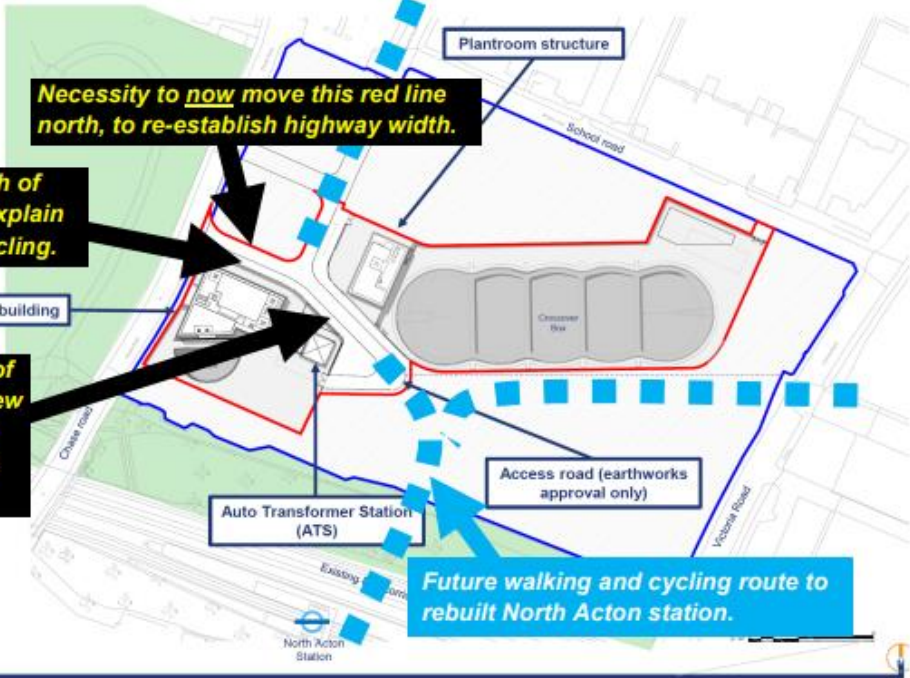 Plantroom structure
Necessity to now move this red line
north, to re-establish highway width.
School road
h of
xplain
cling.
building
Crossover
Box
of
ew
Chase road
Access road (earthworks
approval only)
Auto Transformer Station
(ATS)
Victoria Road
Existing
Future walking and cycling route to
rebuilt North Acton station.
North Acton
Station